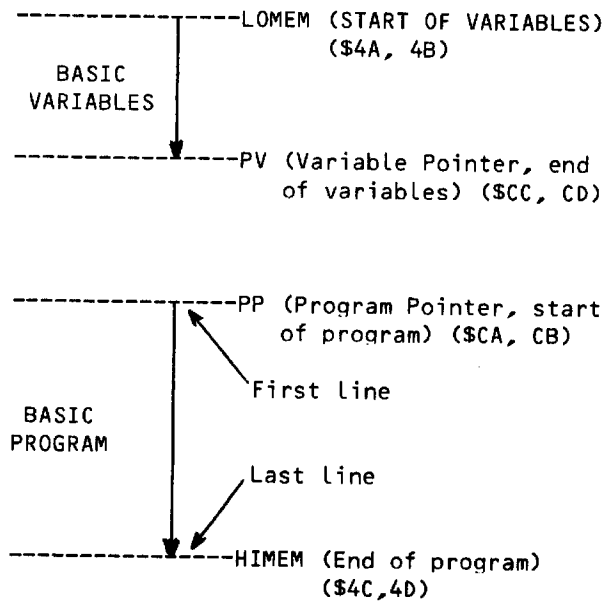 LOMEM (START OF VARIABLES)
($4A, 4B)
BASIC
VARIABLES
PV (Variable Pointer, end
of variables) ($CC, CD)
PP (Program Pointer, start
of program) ($CA, CB)
First line
BASIC
PROGRAM
Last line
HIMEM (End of program)
($4C,4D)